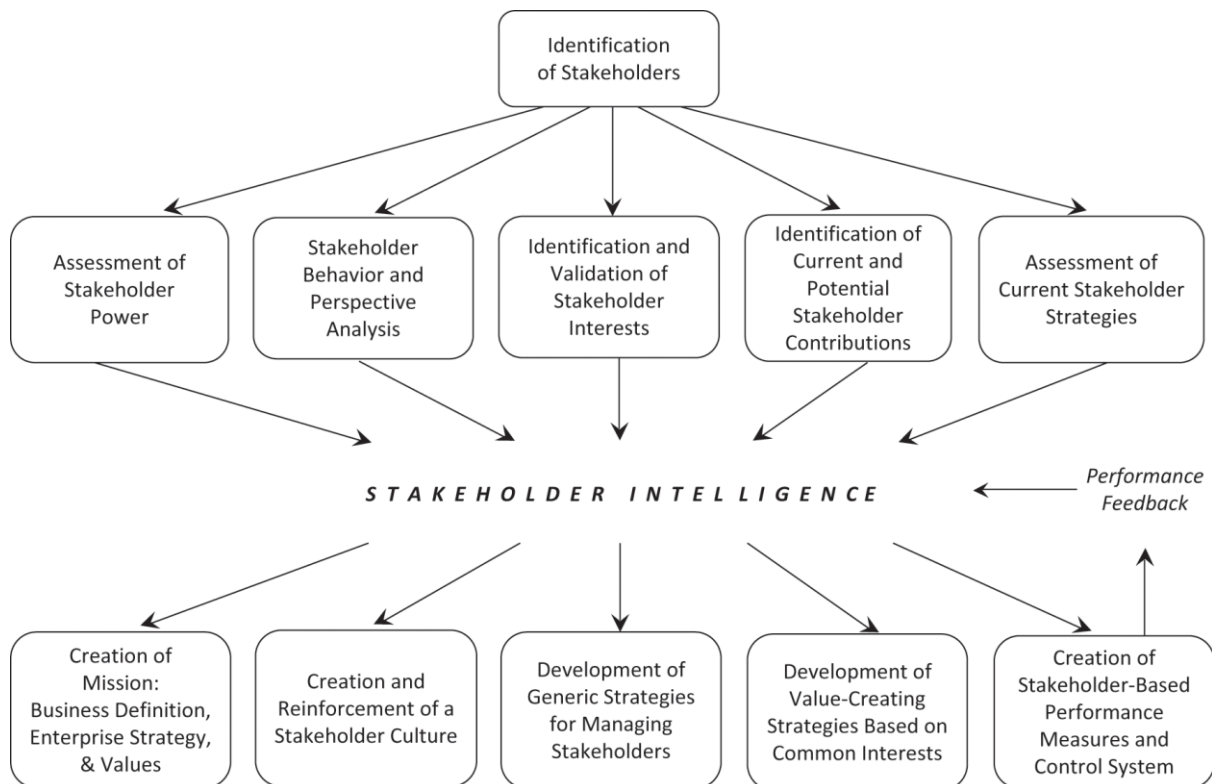 Identification
of Stakeholders
Assessment of
Stakeholder
Power
Stakeholder
Behavior and
Perspective
Analysis
Identification and
Validation of
Stakeholder
Interests
Identification of
Current and
Potential
Stakeholder
Contributions
Assessment of
Current Stakeholder
Strategies
STAKEHOLDER INTELLIGENCE
Performance
Feedback
Creation of
Mission:
Business Definition,
Enterprise Strategy,
& Values
Creation and
Reinforcement of a
Stakeholder Culture
Development of
Generic Strategies
for Managing
Stakeholders
Development of
Value-Creating
Strategies Based on
Common Interests
Creation of
Stakeholder-Based
Performance
Measures and
Control System